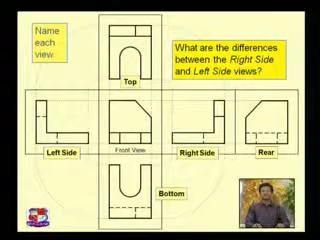 Name
each
view.
What are the differences
between the Right Side
and Left Side views?
Top
Left Side
Front View
Right Side
Rear
Bottom